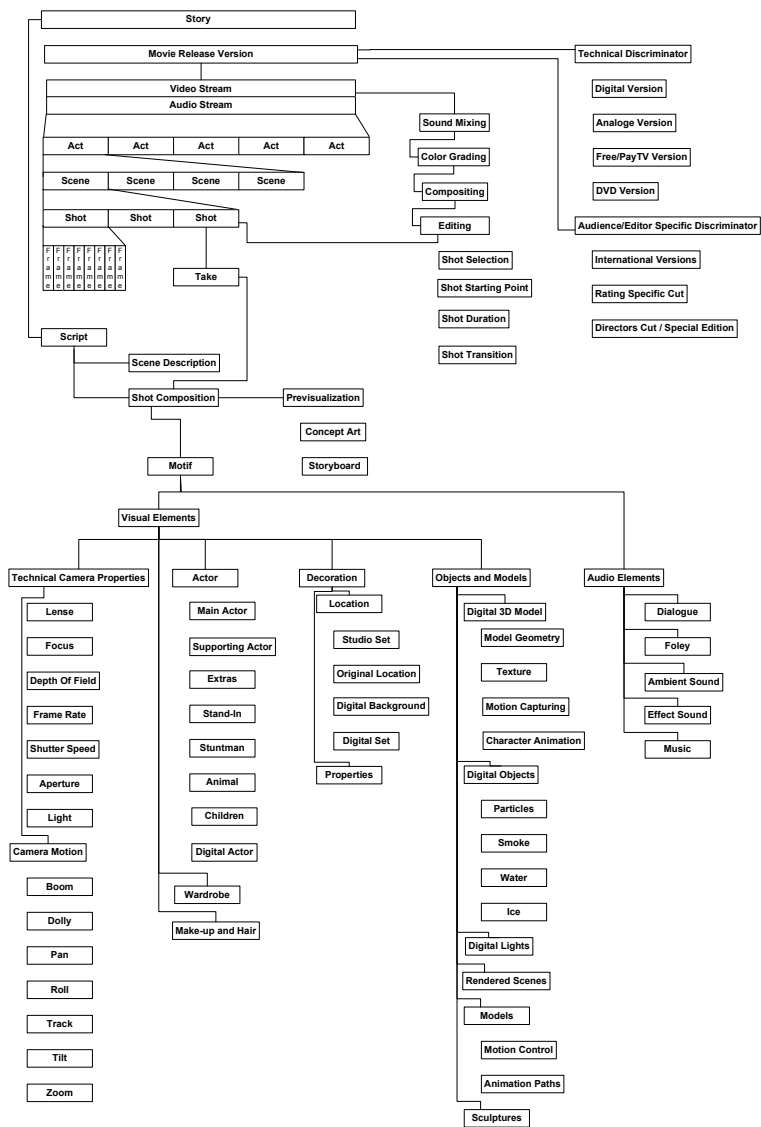 Story
Movie Release Version
Technical Discriminator
Video Stream
Digital Version
Audio Stream
Sound Mixing
Analoge Version
Act Act Act Act Act
Color Grading
Free/PayTV Version
Scene Scene Scene Scene
Compositing
DVD Version
Shot Shot Shot
Editing
Audience/Editor Specific Discriminator
Frame Frame Frame Frame Frame Frame Frame
Shot Selection
International Versions
Take
Shot Starting Point
Rating Specific Cut
Shot Duration
Directors Cut / Special Edition
Script
Shot Transition
Scene Description
Shot Composition
Previsualization
Concept Art
Motif
Storyboard
Visual Elements
Technical Camera Properties
Actor
Decoration
Objects and Models
Audio Elements
Lense
Main Actor
Location
Digital 3D Model
Dialogue
Focus
Supporting Actor
Studio Set
Model Geometry
Foley
Depth Of Field
Extras
Original Location
Texture
Ambient Sound
Frame Rate
Stand-In
Digital Background
Motion Capturing
Effect Sound
Shutter Speed
Stuntman
Digital Set
Character Animation
Music
Aperture
Animal
Properties
Digital Objects
Light
Children
Particles
Camera Motion
Digital Actor
Smoke
Boom
Wardrobe
Water
Dolly
Make-up and Hair
Ice
Pan
Digital Lights
Roll
Rendered Scenes
Track
Models
Tilt
Motion Control
Zoom
Animation Paths
Sculptures